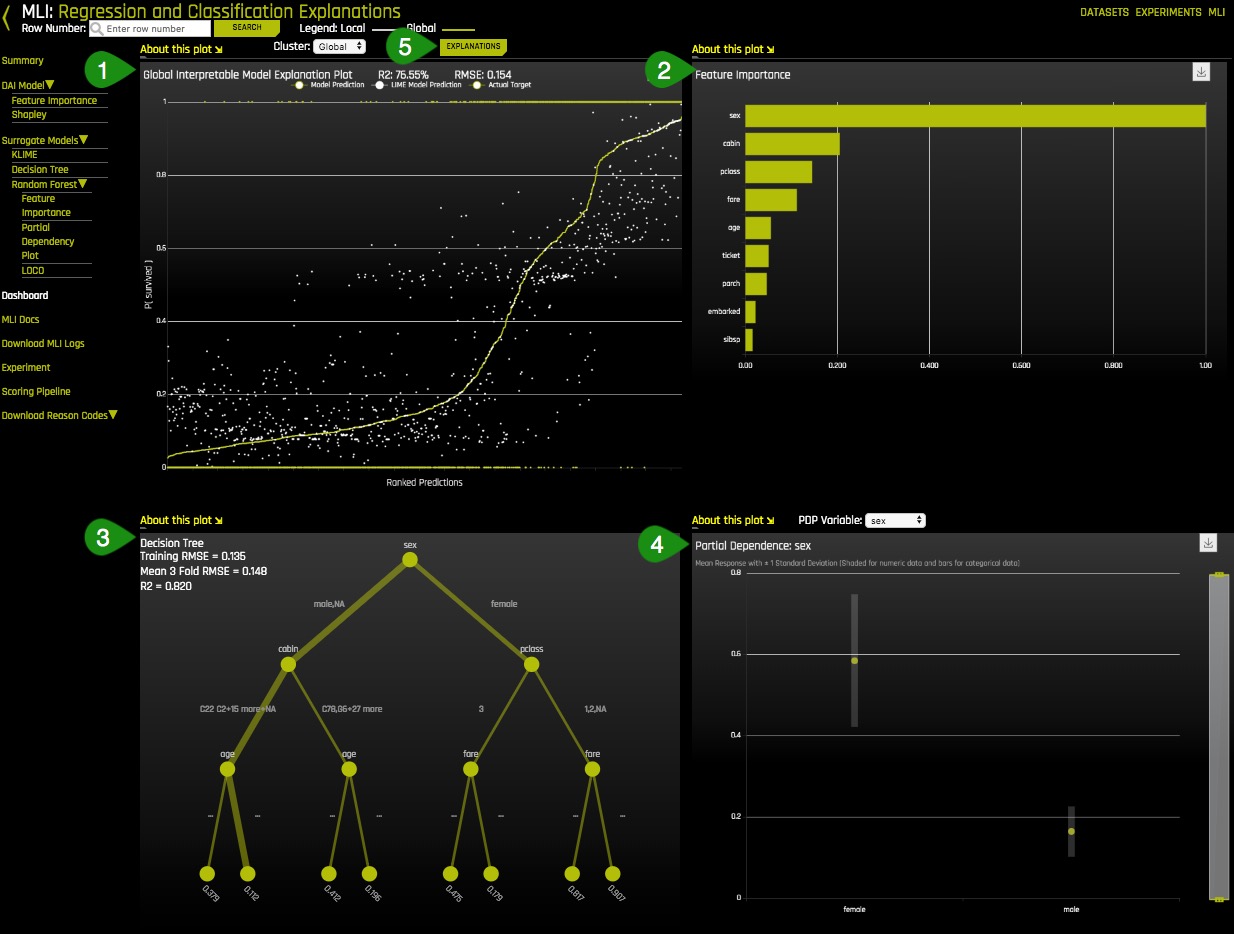 MLI: Regression and Classification Explanations
DATASETS EXPERIMENTS MLI
Row Number: Enter row number SEARCH Legend: Local Global
About this plot Cluster: Global 5 EXPLANATIONS
About this plot
Summary
DAI Model
Feature Importance
Shapley
Surrogate Models
KLIME
Decision Tree
Random Forest
Feature
Importance
Partial
Dependency
Plot
LOCO
Dashboard
MLI Docs
Download MLI Logs
Experiment
Scoring Pipeline
Download Reason Codes
1
Global Interpretable Model Explanation Plot R2: 76.55% RMSE: 0.154
Model Prediction LIME Model Prediction Actual Target
1
0.8
0.6
0.4
0.2
0
P( survived )
Ranked Predictions
2
Feature Importance
sex
cabin
pclass
fare
age
ticket
parch
embarked
sibsp
0.00 0.200 0.400 0.600 0.800 1.00
About this plot
3
Decision Tree
Training RMSE = 0.135
Mean 3 Fold RMSE = 0.148
R2 = 0.820
sex
male,NA female
cabin pclass
C22 C2+15 more+NA C78,G6+27 more 3 1,2,NA
age age fare fare
... ... ... ... ... ... ... ...
0.379 0.112 0.412 0.196 0.475 0.179 0.817 0.907
About this plot PDP Variable: sex
4
Partial Dependence: sex
Mean Response with ± 1 Standard Deviation (Shaded for numeric data and bars for categorical data)
0.8
0.6
0.4
0.2
0
female male